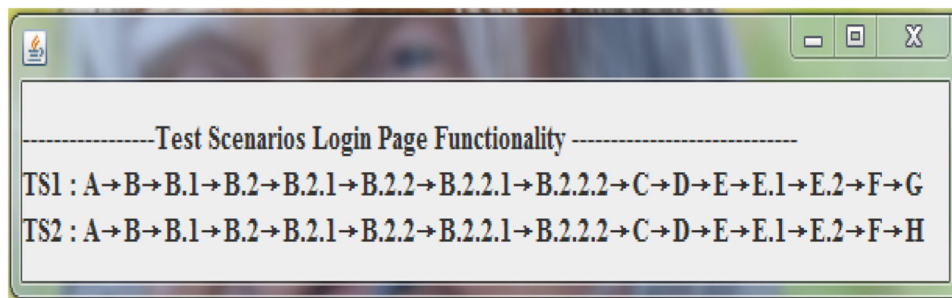 -----------------Test Scenarios Login Page Functionality ----------------------------
TS1 : A→B→B.1→B.2→B.2.1→B.2.2→B.2.2.1→B.2.2.2→C→D→E→E.1→E.2→F→G
TS2 : A→B→B.1→B.2→B.2.1→B.2.2→B.2.2.1→B.2.2.2→C→D→E→E.1→E.2→F→H